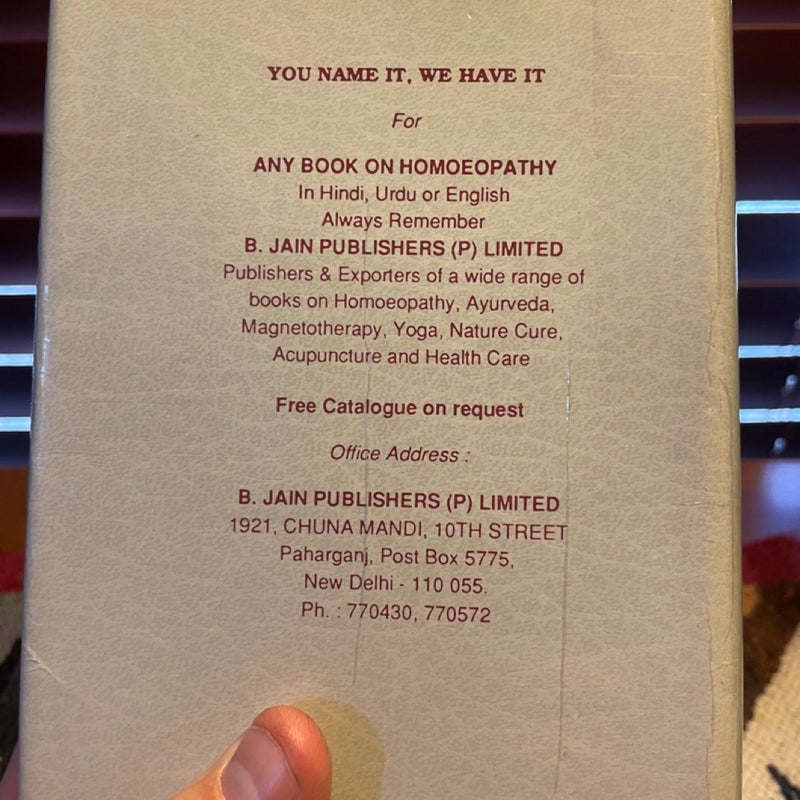 YOU NAME IT, WE HAVE IT
For
ANY BOOK ON HOMOEOPATHY
In Hindi, Urdu or English
Always Remember
B. JAIN PUBLISHERS (P) LIMITED
Publishers & Exporters of a wide range of
books on Homoeopathy, Ayurveda,
Magnetotherapy, Yoga, Nature Cure,
Acupuncture and Health Care
Free Catalogue on request
Office Address :
B. JAIN PUBLISHERS (P) LIMITED
1921, CHUNA MANDI, 10TH STREET
Paharganj, Post Box 5775,
New Delhi - 110 055.
Ph. : 770430, 770572